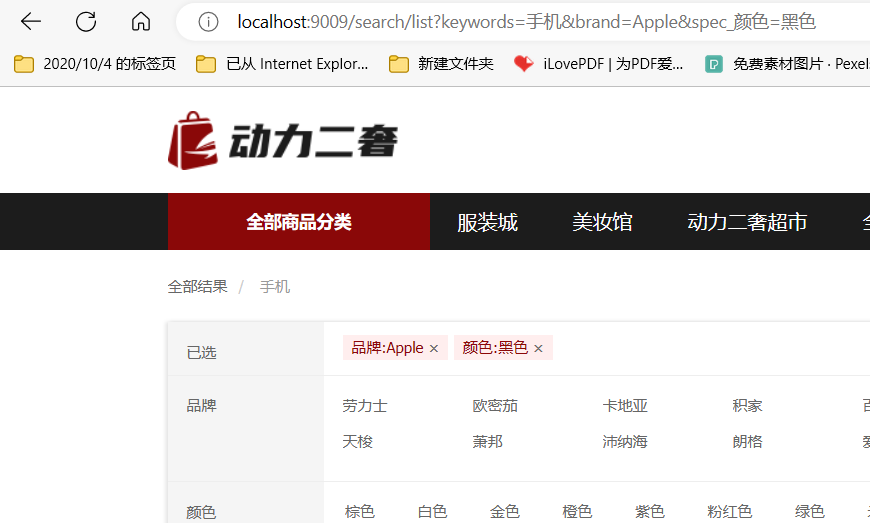 localhost:9009/search/list?keywords=手机&brand=Apple&spec_颜色=黑色
2020/10/4 的标签页 已从 Internet Explor... 新建文件夹 iLovePDF | 为PDF爱... 免费素材图片 · Pexels
动力二奢
全部商品分类 服装城 美妆馆 动力二奢超市
全部结果 / 手机
已选 品牌:Apple × 颜色:黑色 ×
品牌 劳力士 欧密茄 卡地亚 积家
天梭 萧邦 沛纳海 朗格
颜色 棕色 白色 金色 橙色 紫色 粉红色 绿色